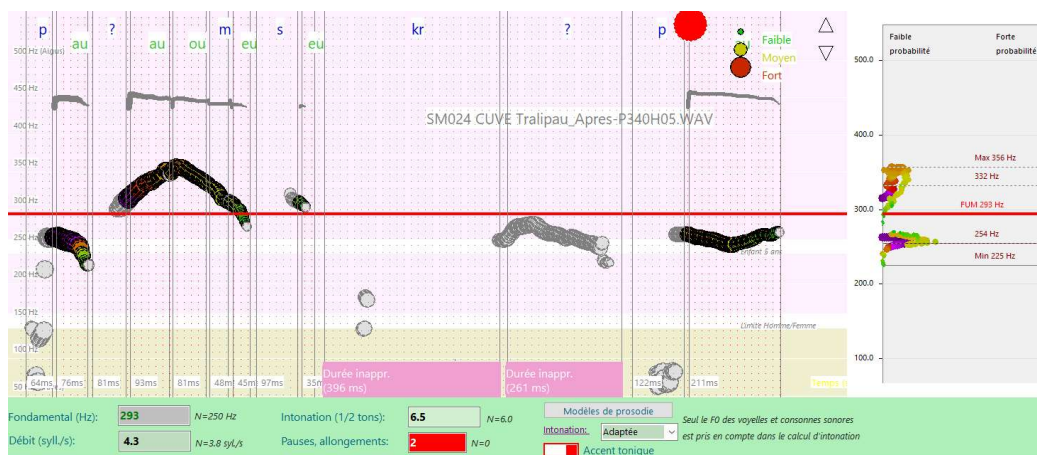 p ? m s kr ? p
au au ou eu eu
500 Hz (Aigus)
450 Hz
400 Hz
350 Hz
300 Hz
250 Hz
200 Hz
150 Hz
100 Hz
Faible
Moyen
Fort
△
▽
SM024 CUVE Tralipau_Apres-P340H05.WAV
Enfant 5 ans
Limite Homme/Femme
Durée inappr.
(396 ms)
Durée inappr.
(261 ms)
64ms 76ms 81ms 93ms 81ms 48m 45ms 97ms 35m 122ms 211ms
Faible
probabilité
Forte
probabilité
500.0
400.0
300.0
200.0
100.0
Max 356 Hz
332 Hz
FUM 293 Hz
254 Hz
Min 225 Hz
Fondamental (Hz): 293 N=250 Hz
Débit (syll./s): 4.3 N=3.8 syl./s
Intonation (1/2 tons): 6.5 N=6.0
Pauses, allongements: 2 N=0
Modèles de prosodie
Intonation: Adaptée
Accent tonique
Seul le F0 des voyelles et consonnes sonores
est pris en compte dans le calcul d'intonation